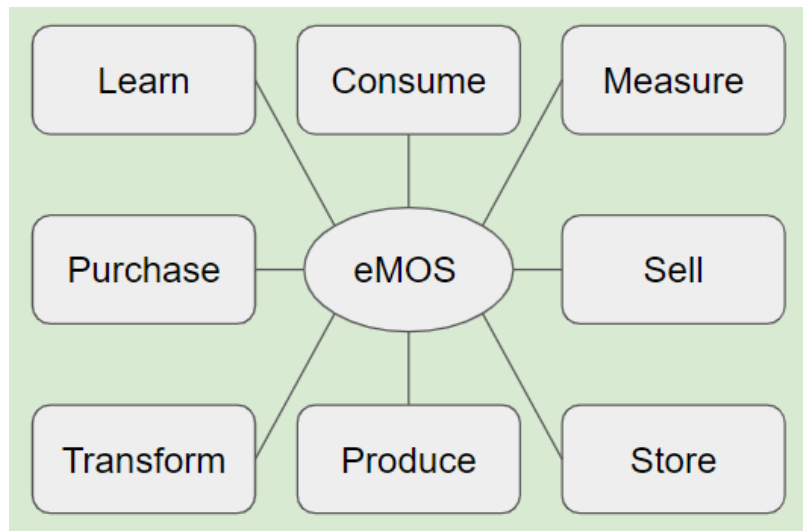 Learn
Consume
Measure
Purchase
eMOS
Sell
Transform
Produce
Store